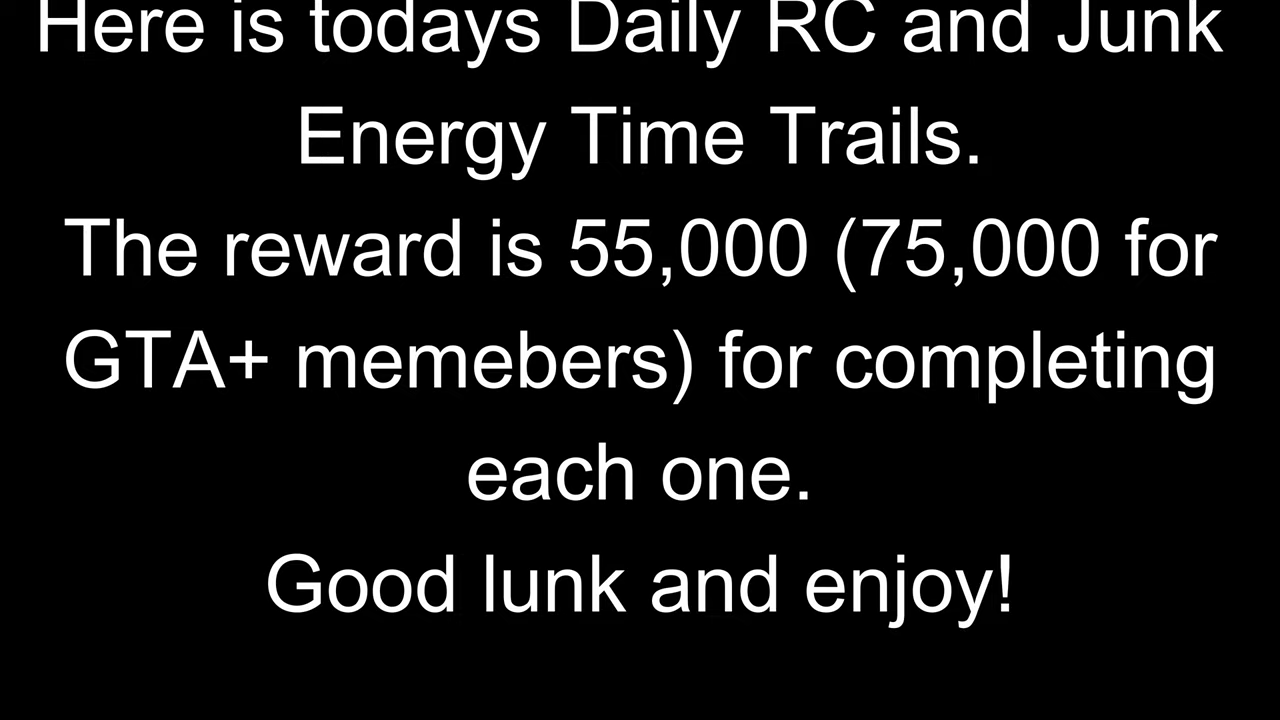 Here is todays Daily RC and Junk
Energy Time Trails.
The reward is 55,000 (75,000 for
GTA+ memebers) for completing
each one.
Good lunk and enjoy!